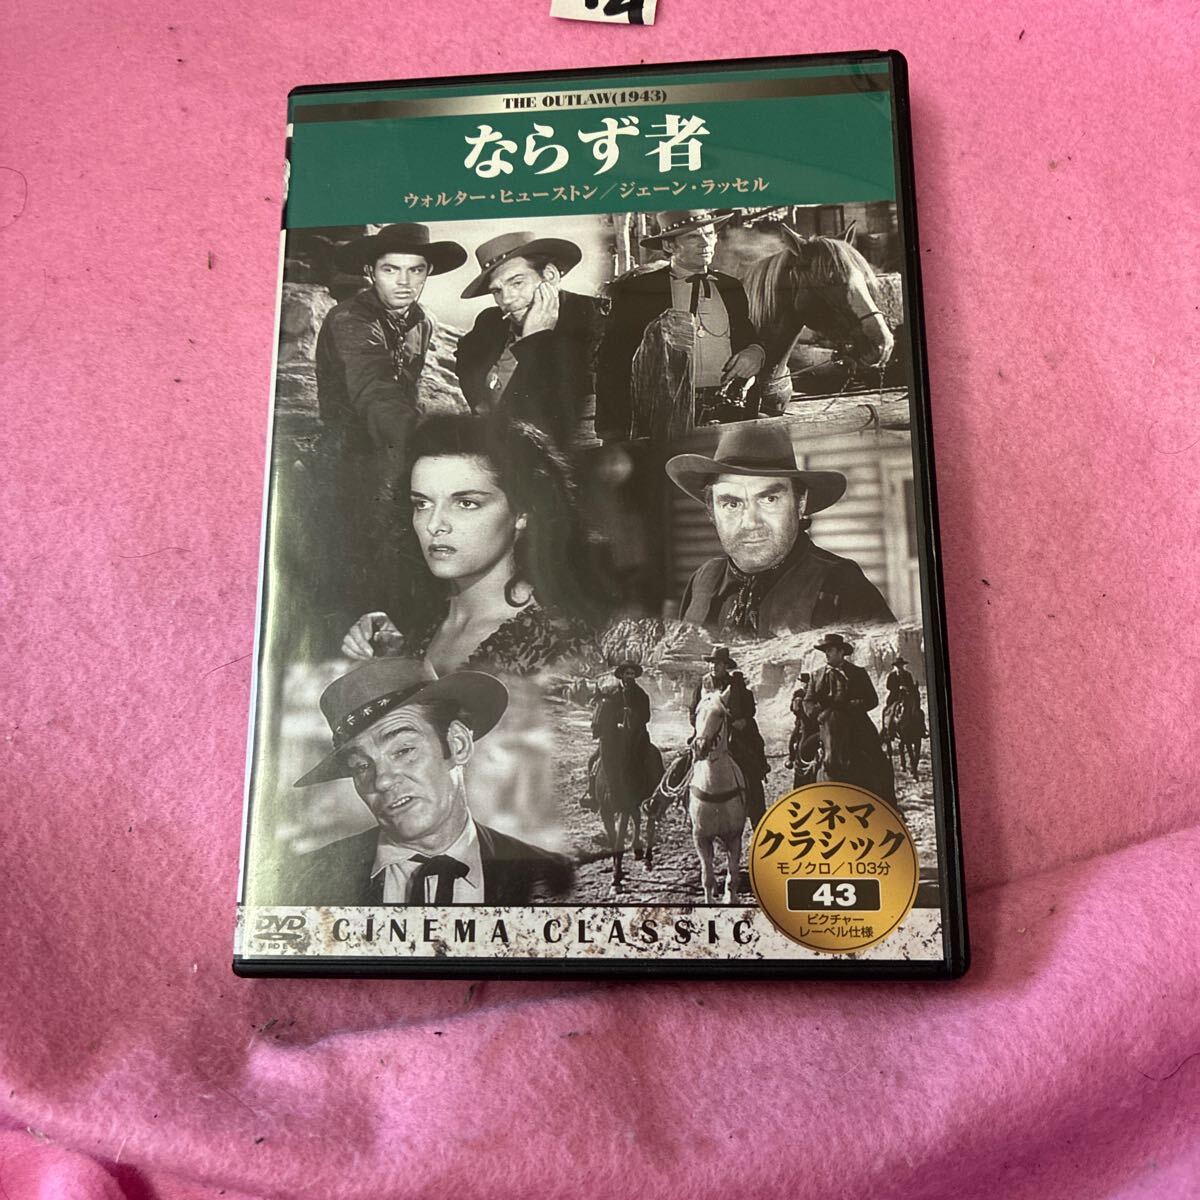 THE OUTLAW(1943)
ならず者
ウォルター・ヒューストン／ジェーン・ラッセル
シネマ
クラシック
モノクロ／103分
43
ピクチャー
レーベル仕様
DVD
VIDEO
CINEMA CLASSIC